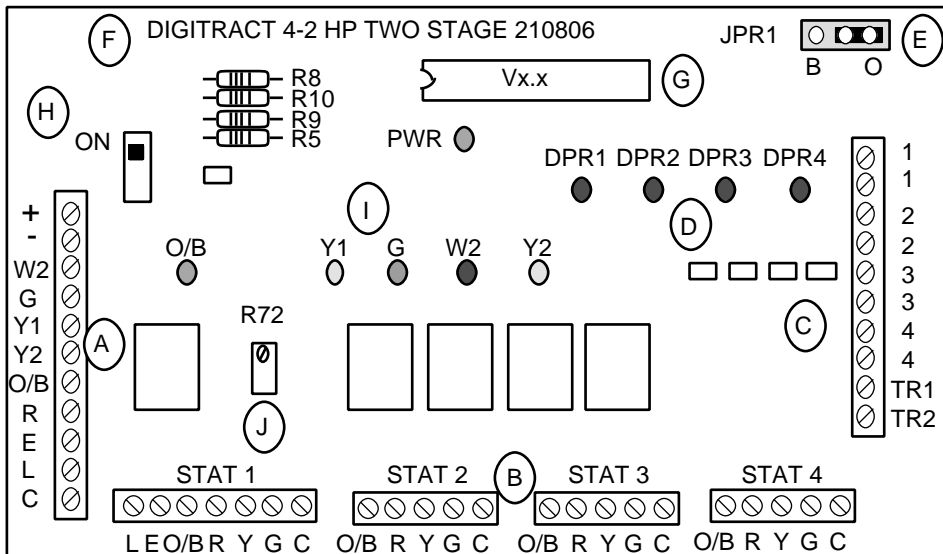 DIGITRACT 4-2 HP TWO STAGE 210806
JPR1
B O
F
E
H
G
Vx.x
R8
R10
R9
R5
ON
PWR
DPR1 DPR2 DPR3 DPR4
I
D
O/B Y1 G W2 Y2
R72
+
-
W2
G
Y1
Y2
O/B
R
E
L
C
A
C
J
B
1
1
2
2
3
3
4
4
TR1
TR2
STAT 1 STAT 2 STAT 3 STAT 4
L E O/B R Y G C O/B R Y G C O/B R Y G C O/B R Y G C